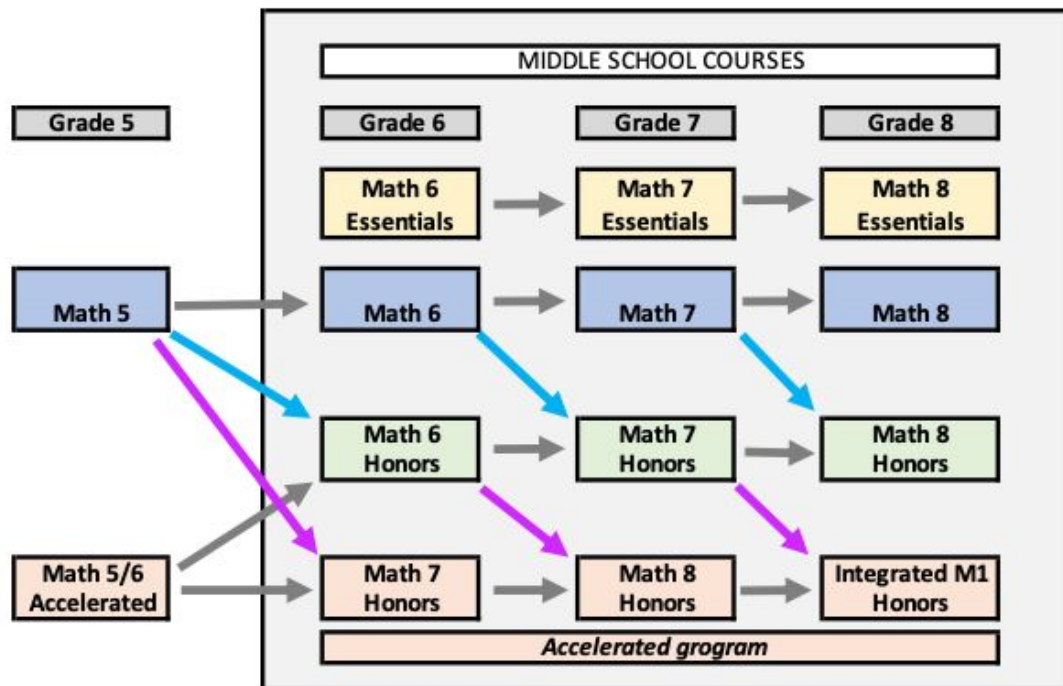 MIDDLE SCHOOL COURSES
Grade 5
Grade 6
Grade 7
Grade 8
Math 6
Essentials
Math 7
Essentials
Math 8
Essentials
Math 5
Math 6
Math 7
Math 8
Math 6
Honors
Math 7
Honors
Math 8
Honors
Math 5/6
Accelerated
Math 7
Honors
Math 8
Honors
Integrated M1
Honors
Accelerated grogram